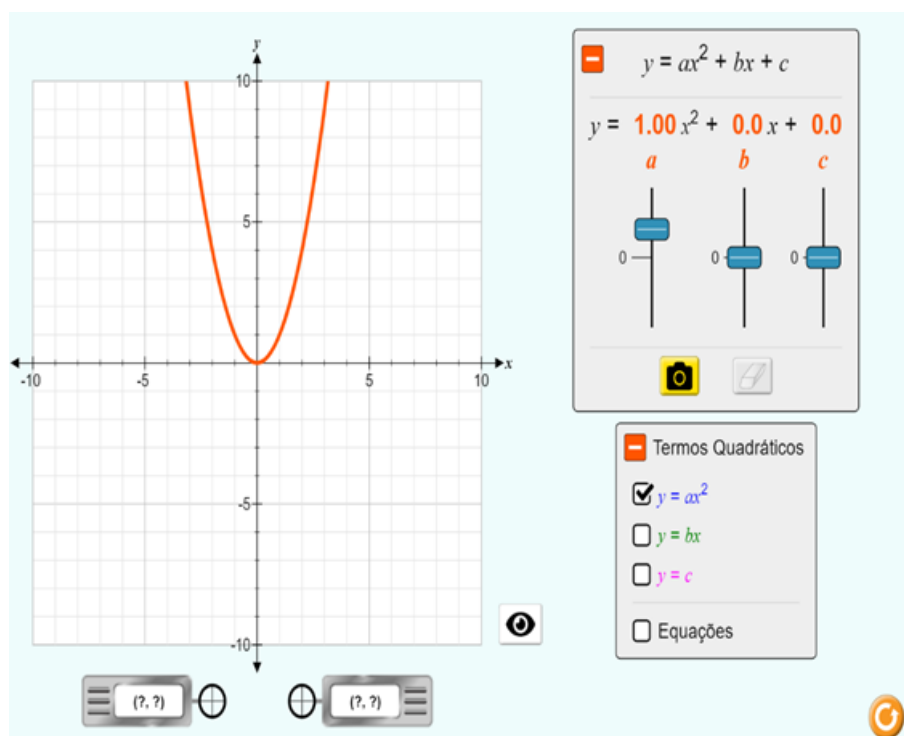 y
10
5
-10
-5
5
10
x
-5
-10
(?, ?)
(?, ?)
y = ax² + bx + c
y = 1.00 x² + 0.0 x + 0.0
a b c
0 0 0
Termos Quadráticos
y = ax²
y = bx
y = c
Equações